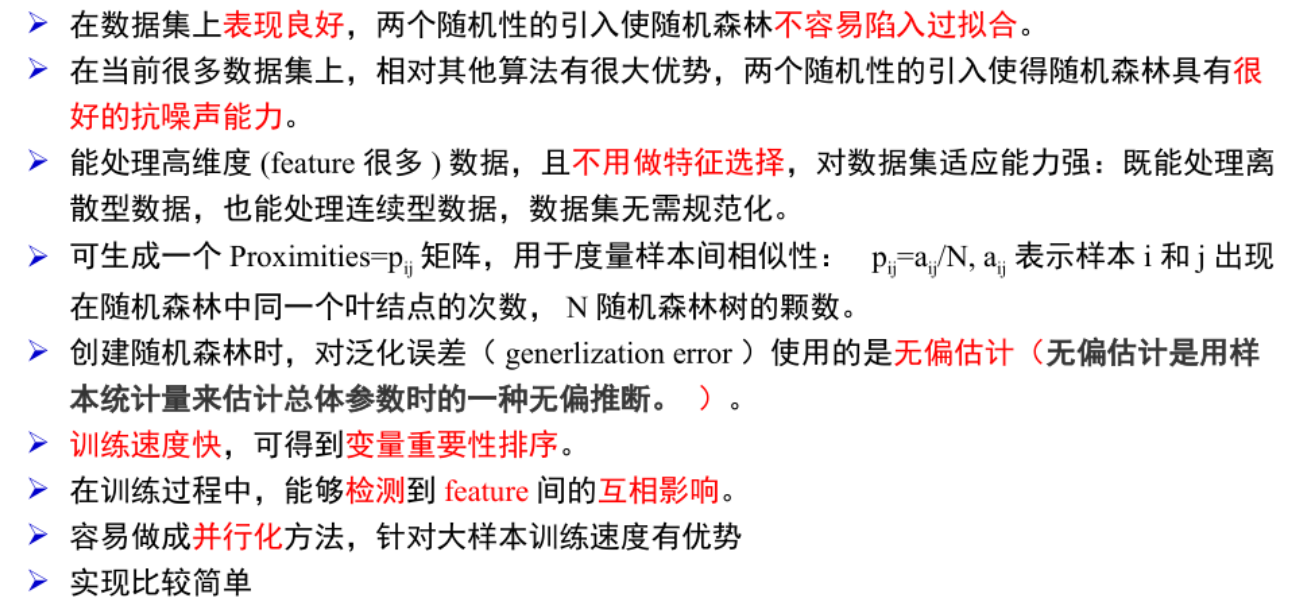 ➢ 在数据集上表现良好，两个随机性的引入使随机森林不容易陷入过拟合。
➢ 在当前很多数据集上，相对其他算法有很大优势，两个随机性的引入使得随机森林具有很
好的抗噪声能力。
➢ 能处理高维度 (feature 很多 ) 数据，且不用做特征选择，对数据集适应能力强：既能处理离
散型数据，也能处理连续型数据，数据集无需规范化。
➢ 可生成一个 Proximities=pij 矩阵，用于度量样本间相似性： pij=aij/N, aij 表示样本 i 和 j 出现
在随机森林中同一个叶结点的次数， N 随机森林树的颗数。
➢ 创建随机森林时，对泛化误差（ generlization error ）使用的是无偏估计（无偏估计是用样
本统计量来估计总体参数时的一种无偏推断。 ）。
➢ 训练速度快，可得到变量重要性排序。
➢ 在训练过程中，能够检测到 feature 间的互相影响。
➢ 容易做成并行化方法，针对大样本训练速度有优势
➢ 实现比较简单